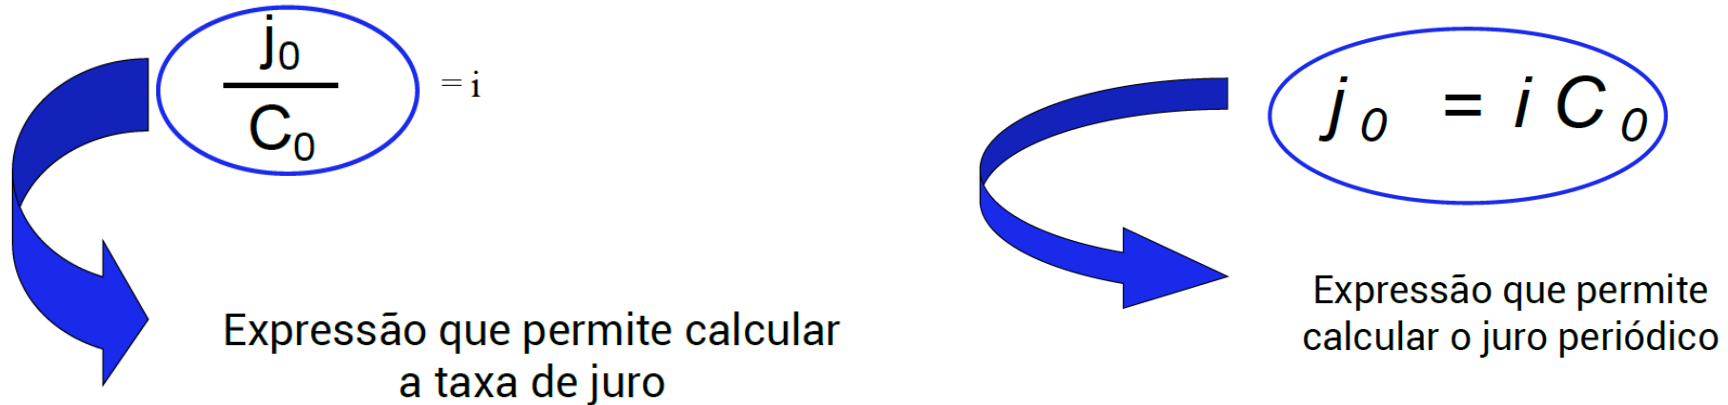 j₀
C₀
= i
Expressão que permite calcular
a taxa de juro
j₀ = i C₀
Expressão que permite
calcular o juro periódico